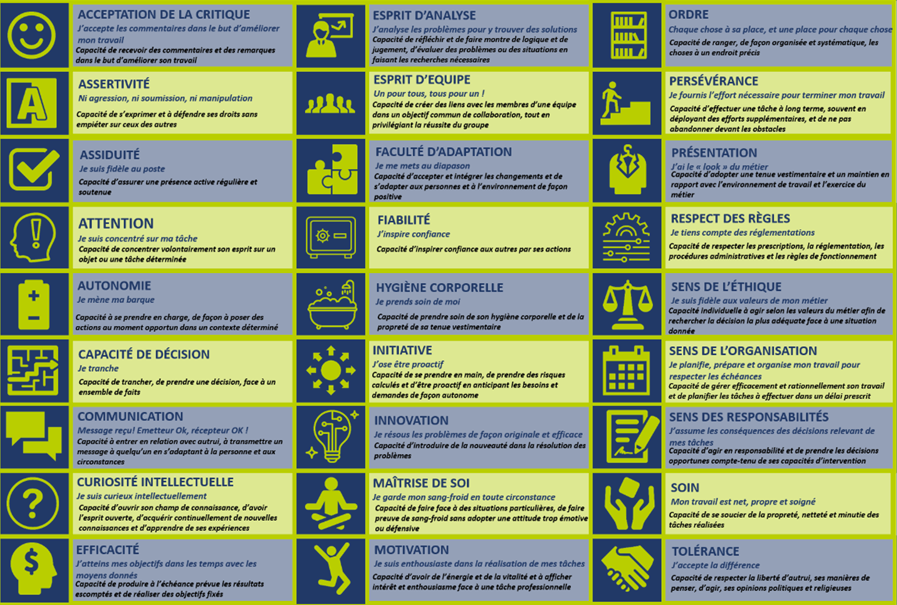 ACCEPTATION DE LA CRITIQUE
J'accepte les commentaires dans le but d'améliorer
mon travail
Capacité de recevoir des commentaires et des remarques
dans le but d'améliorer son travail
ASSERTIVITÉ
Ni agression, ni soumission, ni manipulation
Capacité de s'exprimer et à défendre ses droits sans
empiéter sur ceux des autres
ASSIDUITÉ
Je suis fidèle au poste
Capacité d'assurer une présence active régulière et
soutenue
ATTENTION
Je suis concentré sur ma tâche
Capacité de concentrer volontairement son esprit sur un
objet ou une tâche déterminée
AUTONOMIE
Je mène ma barque
Capacité à se prendre en charge, de façon à poser des
actions au moment opportun dans un contexte déterminé
CAPACITÉ DE DÉCISION
Je tranche
Capacité de trancher, de prendre une décision, face à un
ensemble de faits
COMMUNICATION
Message reçu! Emetteur Ok, récepteur OK !
Capacité à entrer en relation avec autrui, à transmettre un
message à quelqu'un en s'adaptant à la personne et aux
circonstances
CURIOSITÉ INTELLECTUELLE
Je suis curieux intellectuellement
Capacité d'ouvrir son champ de connaissance, d'avoir
l'esprit ouverte, d'acquérir continuellement de nouvelles
connaissances et d'apprendre de ses expériences
EFFICACITÉ
J'atteins mes objectifs dans les temps avec les
moyens donnés
Capacité de produire à l'échéance prévue les résultats
escomptés et de réaliser des objectifs fixés
ESPRIT D'ANALYSE
J'analyse les problèmes pour y trouver des solutions
Capacité de réfléchir et de faire montre de logique et de
jugement, d'évaluer des problèmes ou des situations en
faisant les recherches nécessaires
ESPRIT D'EQUIPE
Un pour tous, tous pour un !
Capacité de créer des liens avec les membres d'une équipe
dans un objectif commun de collaboration, tout en
privilégiant la réussite du groupe
FACULTÉ D'ADAPTATION
Je me mets au diapason
Capacité d'accepter et intégrer les changements et de
s'adapter aux personnes et à l'environnement de façon
positive
FIABILITÉ
J'inspire confiance
Capacité d'inspirer confiance aux autres par ses actions
HYGIÈNE CORPORELLE
Je prends soin de moi
Capacité de prendre soin de son hygiène corporelle et de la
propreté de sa tenue vestimentaire
INITIATIVE
J'ose être proactif
Capacité de se prendre en main, de prendre des risques
calculés et d'être proactif en anticipant les besoins et
demandes de façon autonome
INNOVATION
Je résous les problèmes de façon originale et efficace
Capacité d'introduire de la nouveauté dans la résolution des
problèmes
MAÎTRISE DE SOI
Je garde mon sang-froid en toute circonstance
Capacité de faire face à des situations particulières, de faire
preuve de sang-froid sans adopter une attitude trop émotive
ou défensive
MOTIVATION
Je suis enthousiaste dans la réalisation de mes tâches
Capacité d'avoir de l'énergie et de la vitalité et à afficher
intérêt et enthousiasme face à une tâche professionnelle
ORDRE
Chaque chose à sa place, et une place pour chaque chose
Capacité de ranger, de façon organisée et systématique, les
choses à un endroit précis
PERSÉVÉRANCE
Je fournis l'effort nécessaire pour terminer mon travail
Capacité d'effectuer une tâche à long terme, souvent en
déployant des efforts supplémentaires, et de ne pas
abandonner devant les obstacles
PRÉSENTATION
J'ai le « look » du métier
Capacité d'adopter une tenue vestimentaire et un maintien en
rapport avec l'environnement de travail et l'exercice du
métier
RESPECT DES RÈGLES
Je tiens compte des réglementations
Capacité de respecter les prescriptions, la réglementation, les
procédures administratives et les règles de fonctionnement
SENS DE L'ÉTHIQUE
Je suis fidèle aux valeurs de mon métier
Capacité individuelle à agir selon les valeurs du métier afin de
rechercher la décision la plus adéquate face à une situation
donnée
SENS DE L'ORGANISATION
Je planifie, prépare et organise mon travail pour
respecter les échéances
Capacité de gérer efficacement et rationnellement son travail
et de planifier les tâches à effectuer dans un délai prescrit
SENS DES RESPONSABILITÉS
J'assume les conséquences des décisions relevant de
mes tâches
Capacité d'agir en responsabilité et de prendre les décisions
opportunes compte-tenu de ses capacités d'intervention
SOIN
Mon travail est net, propre et soigné
Capacité de se soucier de la propreté, netteté et minutie des
tâches réalisées
TOLÉRANCE
J'accepte la différence
Capacité de respecter la liberté d'autrui, ses manières de
penser, d'agir, ses opinions politiques et religieuses